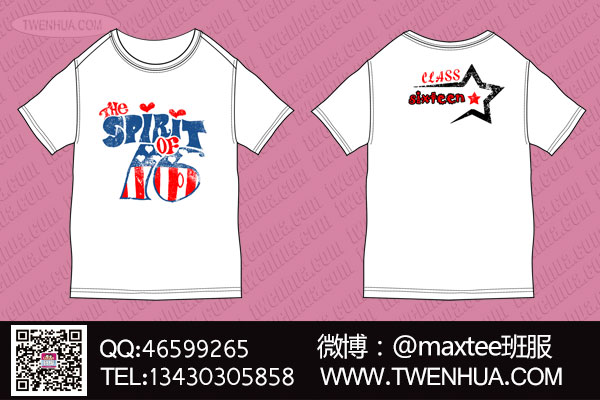 TWENHUA.COM
The
SPIRIT
OF
76
CLASS
sixteen
QQ:46599265
微博：@maxtee班服
TEL:13430305858
WWW.TWENHUA.COM